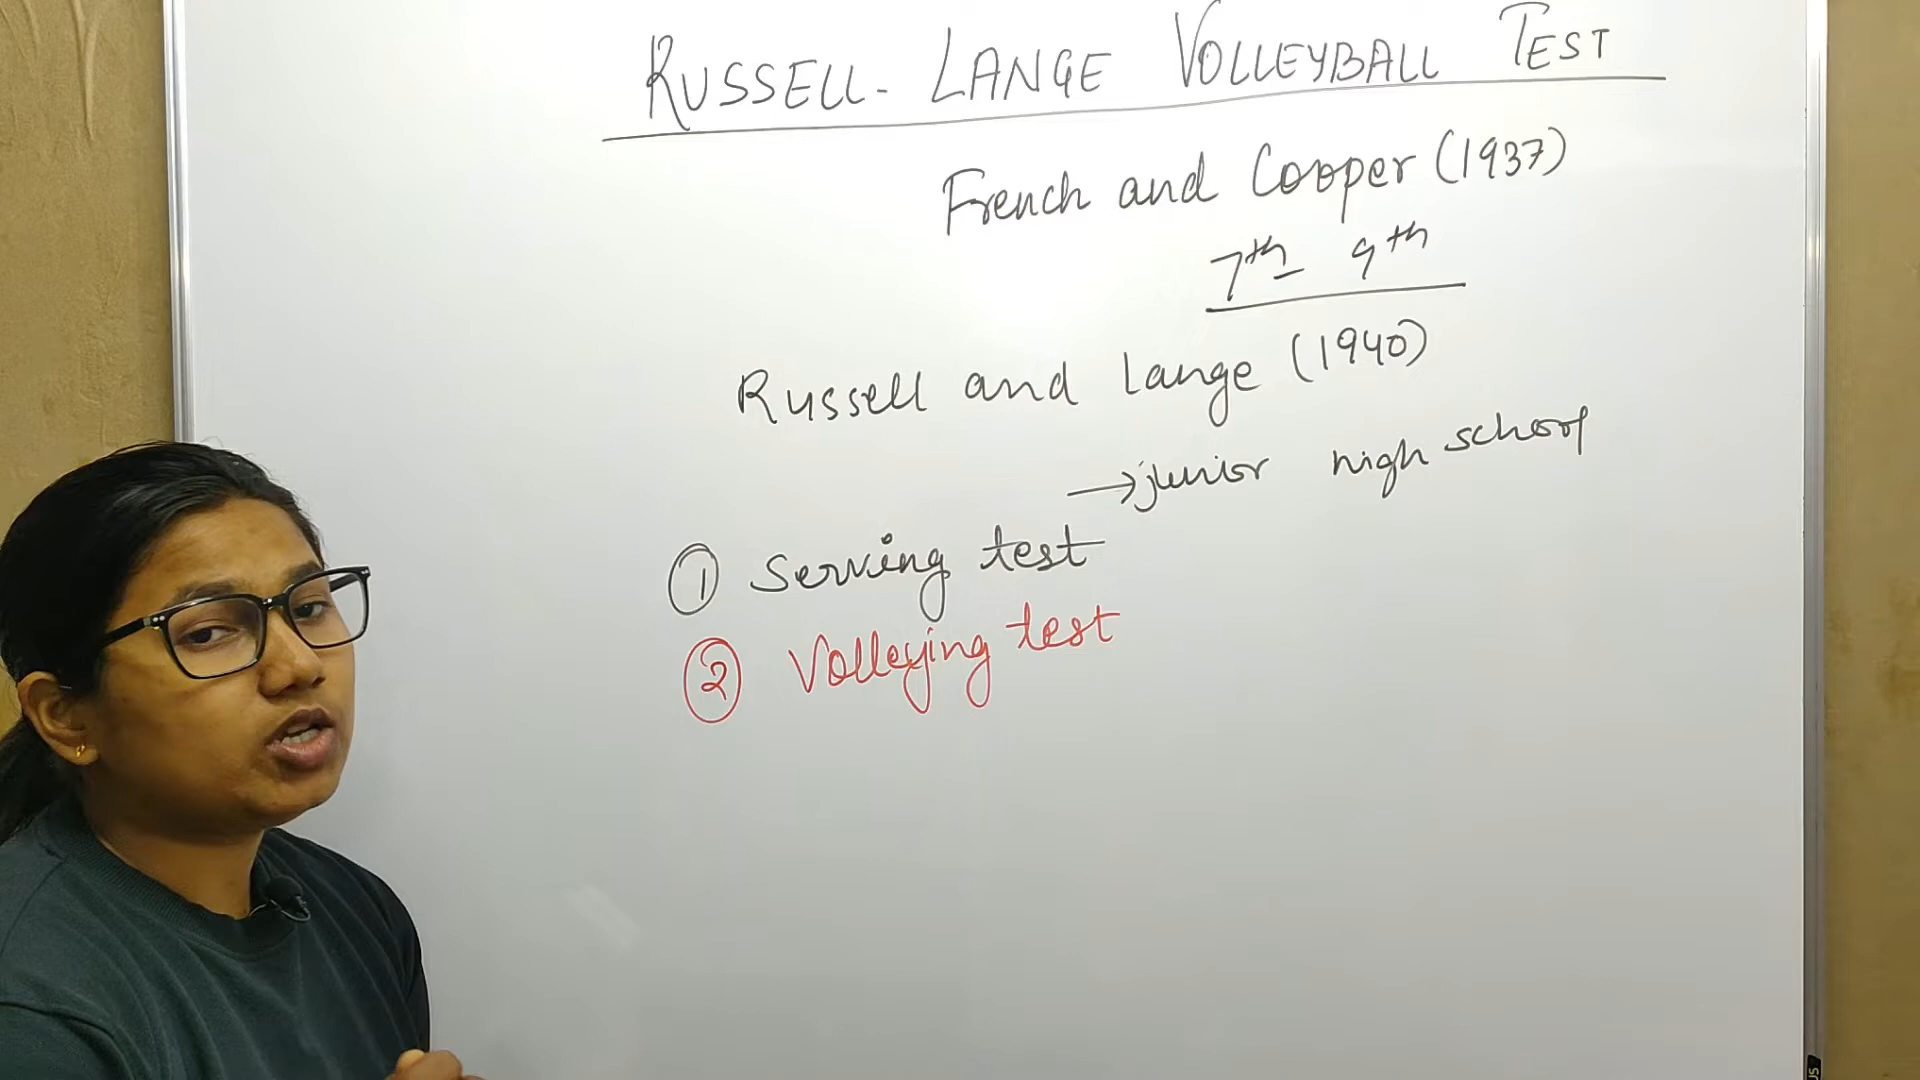 RUSSELL- LANGE VOLLEYBALL TEST
French and Cooper (1937)
7th 9th
Russell and Lange (1940)
→ junior high school
① Serving test
② Volleying test